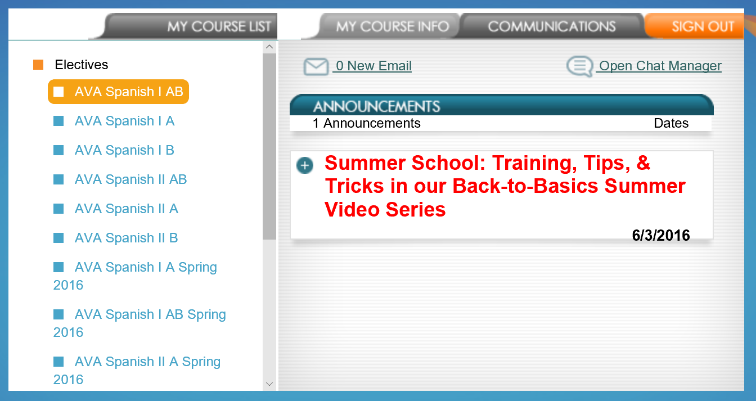 MY COURSE LIST
MY COURSE INFO
COMMUNICATIONS
SIGN OUT
Electives
AVA Spanish I AB
AVA Spanish I A
AVA Spanish I B
AVA Spanish II AB
AVA Spanish II A
AVA Spanish II B
AVA Spanish I A Spring
2016
AVA Spanish I AB Spring
2016
AVA Spanish II A Spring
2016
0 New Email
Open Chat Manager
ANNOUNCEMENTS
1 Announcements
Dates
Summer School: Training, Tips, &
Tricks in our Back-to-Basics Summer
Video Series
6/3/2016